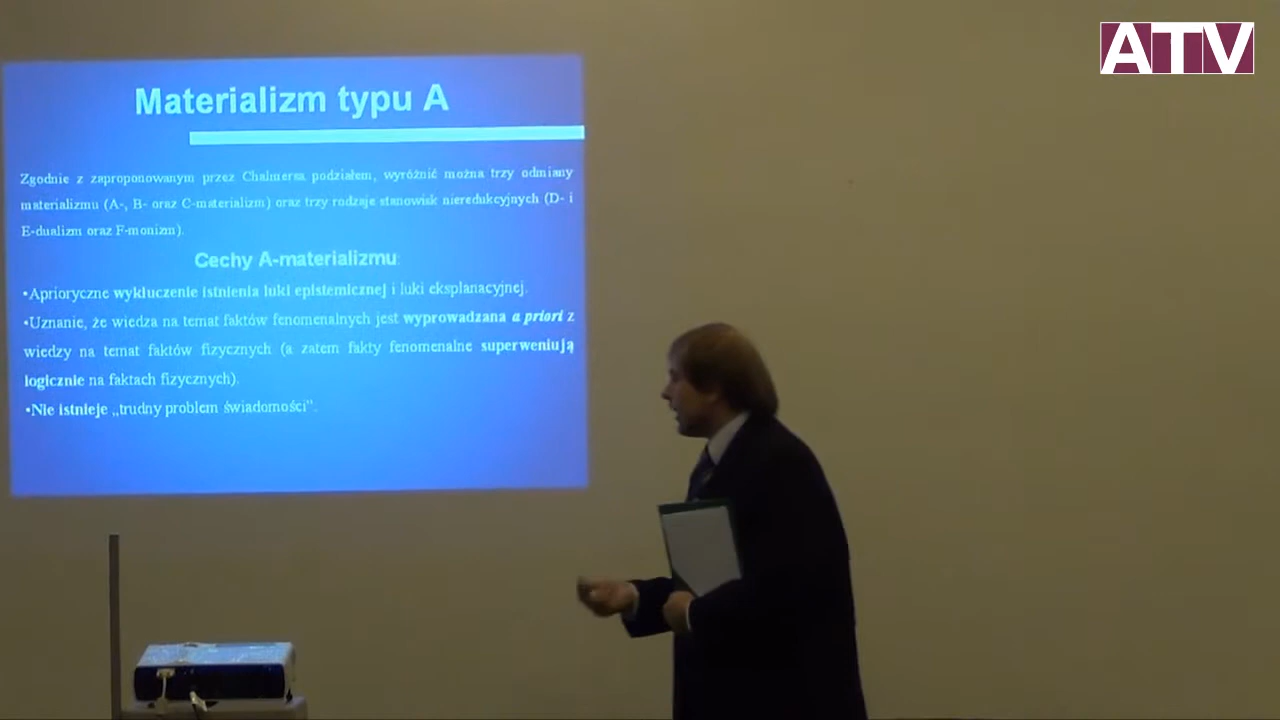 ATV
Materializm typu A
Zgodnie z zaproponowanym przez Chalmersa podziałem, wyróżnić można trzy odmiany
materializmu (A-, B- oraz C-materializm) oraz trzy rodzaje stanowisk nieredukcyjnych (D- i
E-dualizm oraz F-monizm).
Cechy A-materializmu:
•Aprioryczne wykluczenie istnienia luki epistemicznej i luki eksplanacyjnej.
•Uznanie, że wiedza na temat faktów fenomenalnych jest wyprowadzana a priori z
wiedzy na temat faktów fizycznych (a zatem fakty fenomenalne superweniują
logicznie na faktach fizycznych).
•Nie istnieje „trudny problem świadomości”.